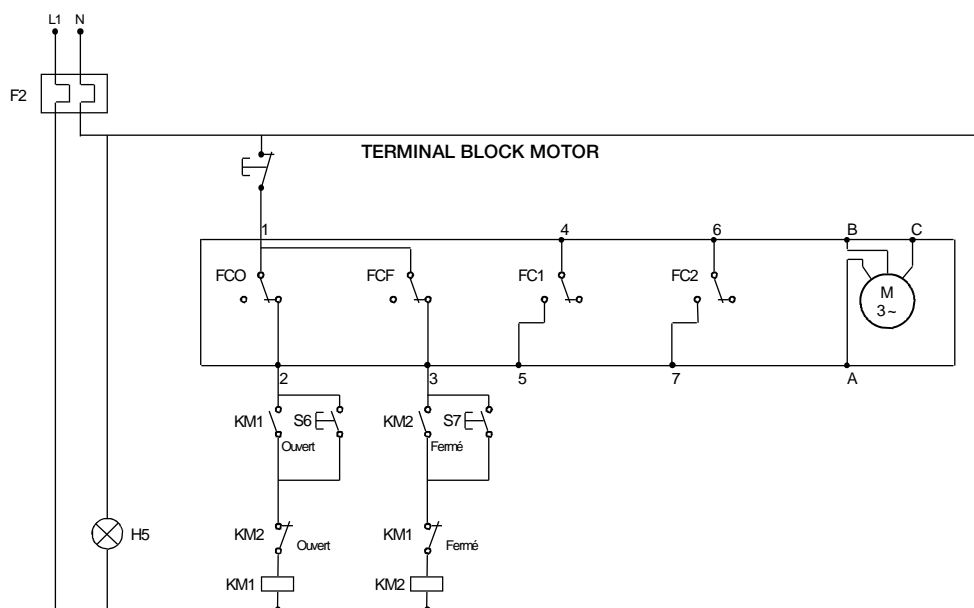 L1 N
F2
TERMINAL BLOCK MOTOR
1 4 6 B C
FCO FCF FC1 FC2 M
3~
2 3 5 7 A
KM1 S6 KM2 S7
Ouvert Fermé
H5 KM2 Ouvert KM1 Fermé
KM1 KM2